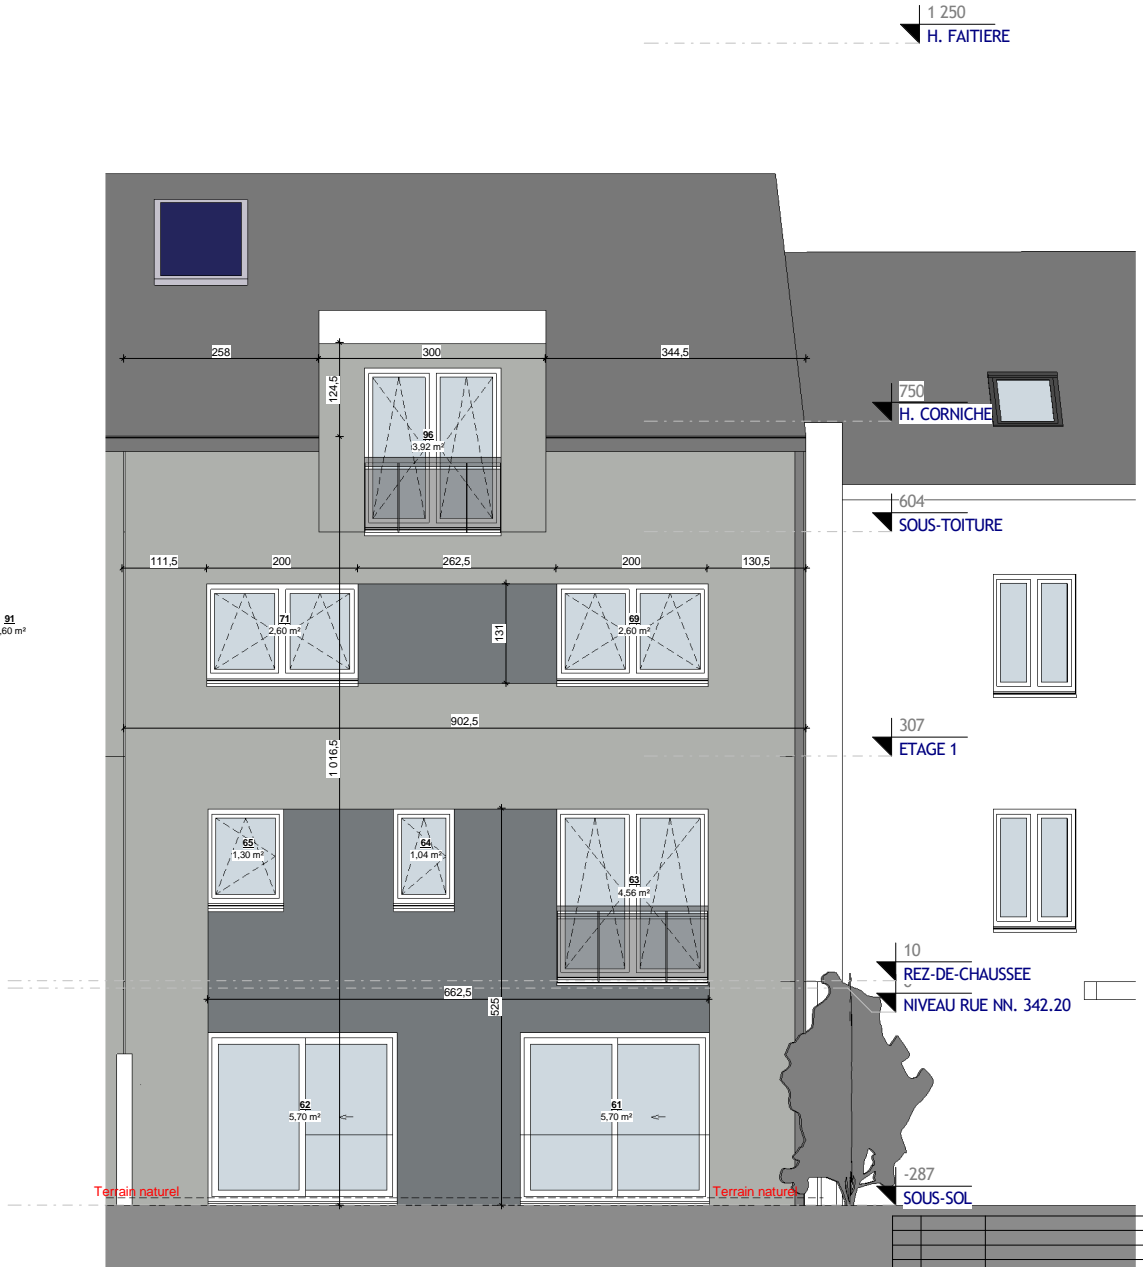 1 250
H. FAITIERE
258
300
344,5
124,5
750
H. CORNICHE
96
3,92 m²
604
SOUS-TOITURE
111,5
200
262,5
200
130,5
91
,60 m²
71
2,60 m²
131
69
2,60 m²
902,5
307
ETAGE 1
1 016,5
65
1,30 m²
64
1,04 m²
63
4,56 m²
10
REZ-DE-CHAUSSEE
662,5
525
NIVEAU RUE NN. 342.20
62
5,70 m²
61
5,70 m²
-287
SOUS-SOL
Terrain naturel
Terrain naturel